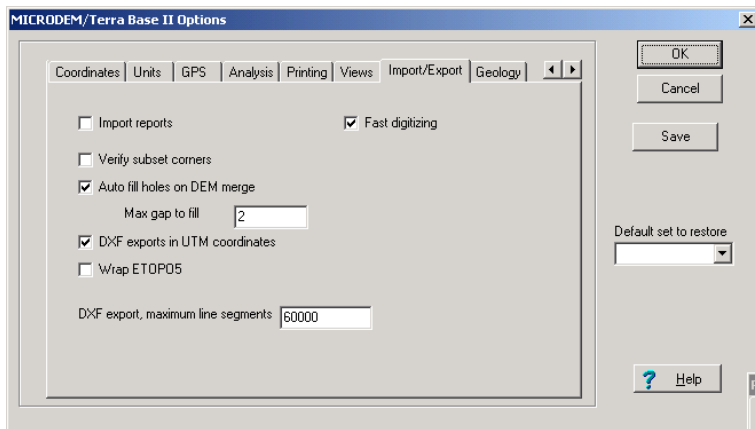 MICRODEM/Terra Base II Options
Coordinates Units GPS Analysis Printing Views Import/Export Geology
OK
Cancel
Save
Import reports
Fast digitizing
Verify subset corners
Auto fill holes on DEM merge
Max gap to fill 2
DXF exports in UTM coordinates
Default set to restore
Wrap ETOPO5
DXF export, maximum line segments 60000
? Help